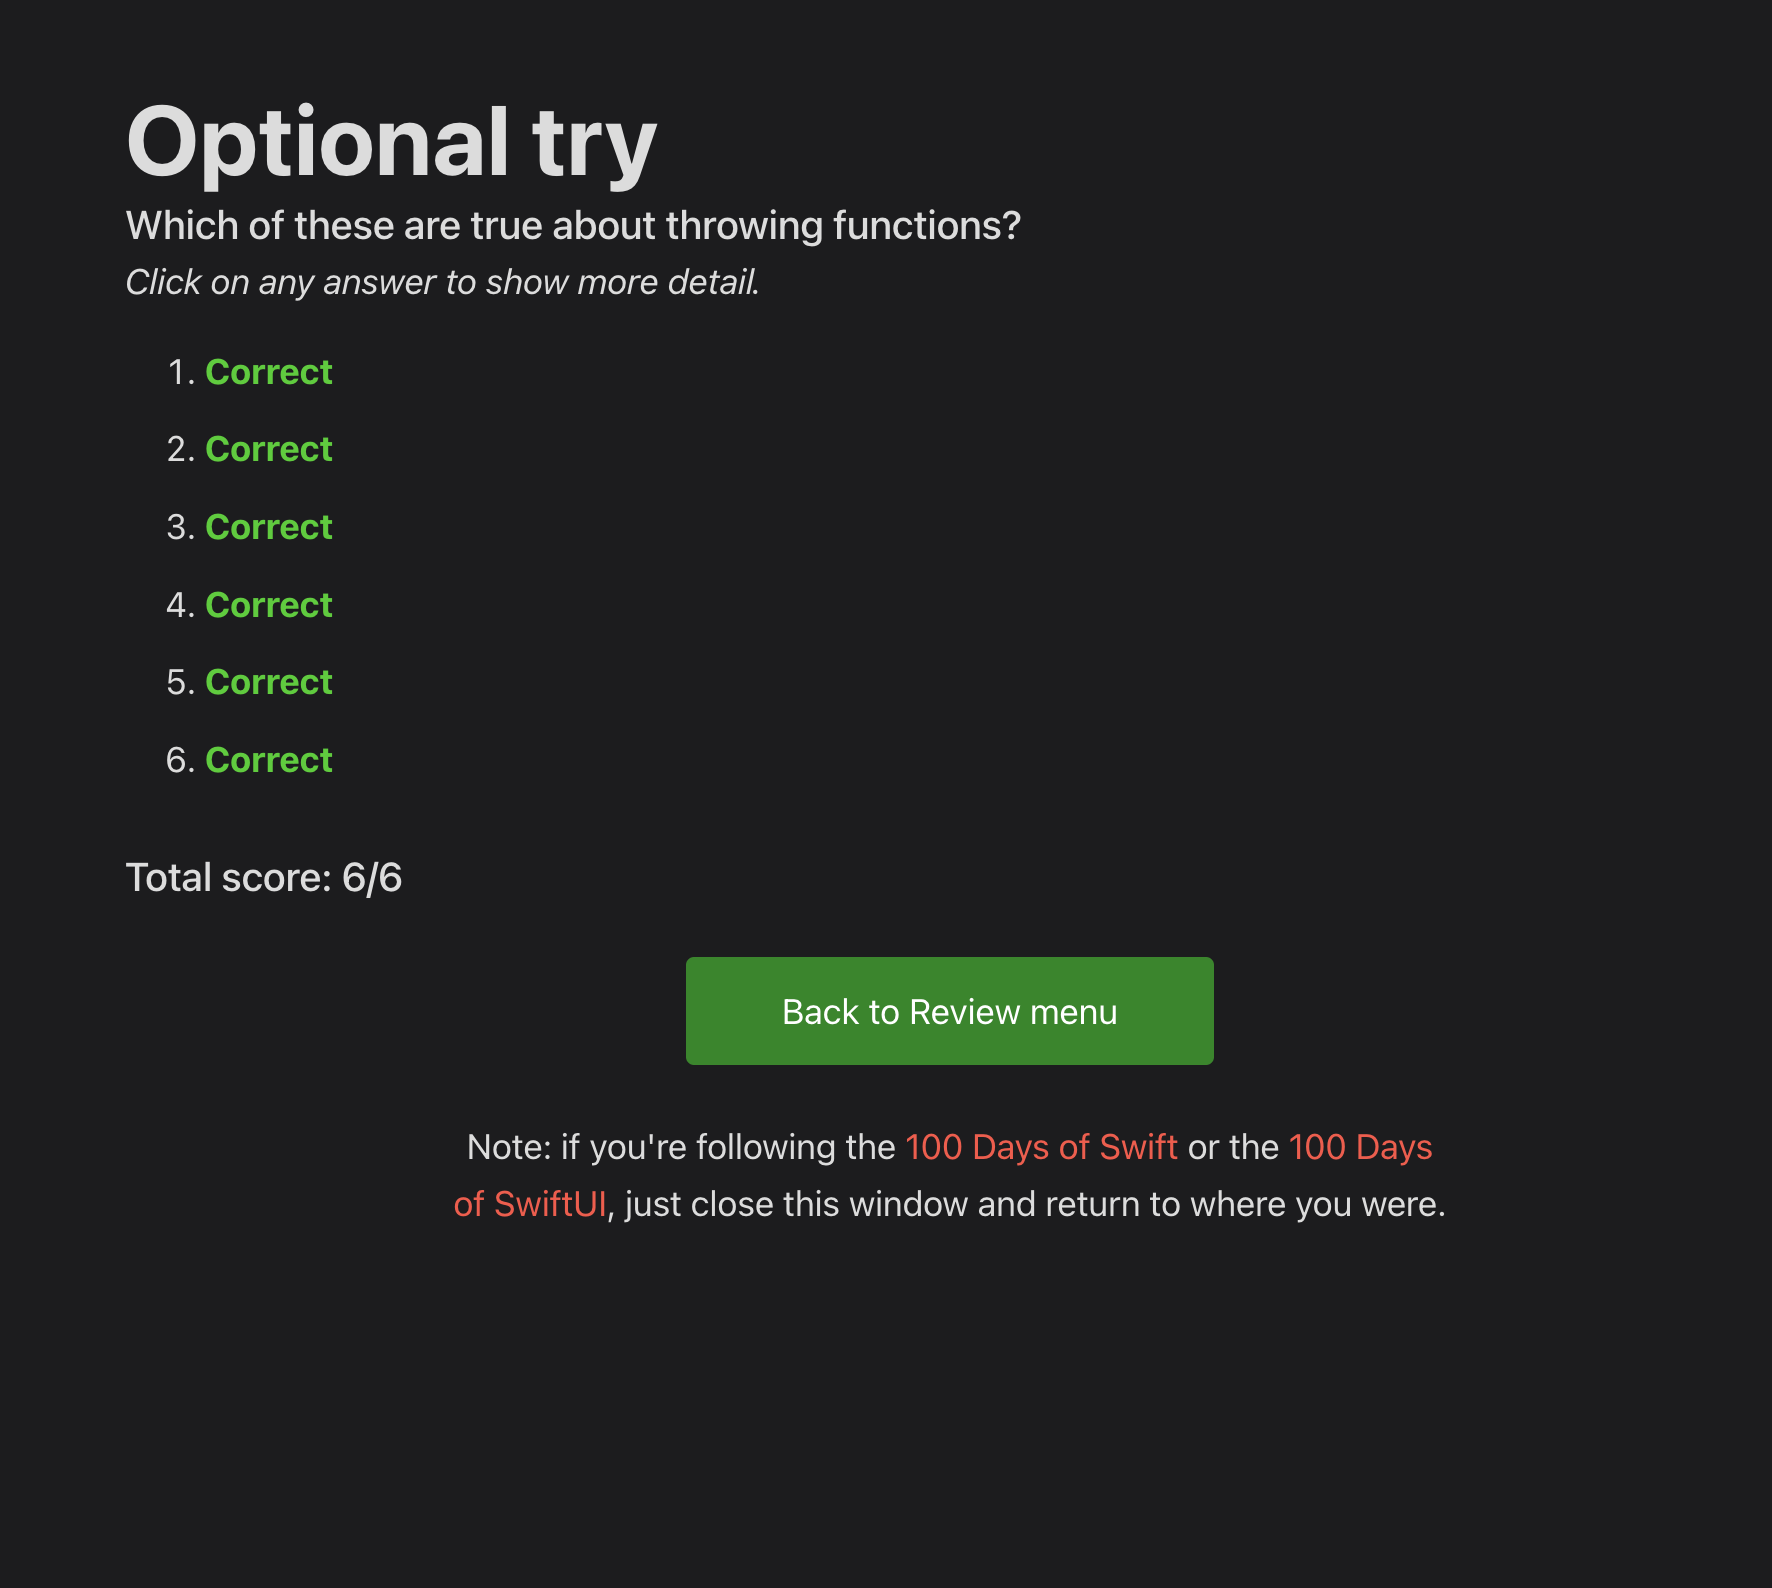 Optional try
Which of these are true about throwing functions?
Click on any answer to show more detail.
1. Correct
2. Correct
3. Correct
4. Correct
5. Correct
6. Correct
Total score: 6/6
Back to Review menu
Note: if you're following the 100 Days of Swift or the 100 Days
of SwiftUI, just close this window and return to where you were.